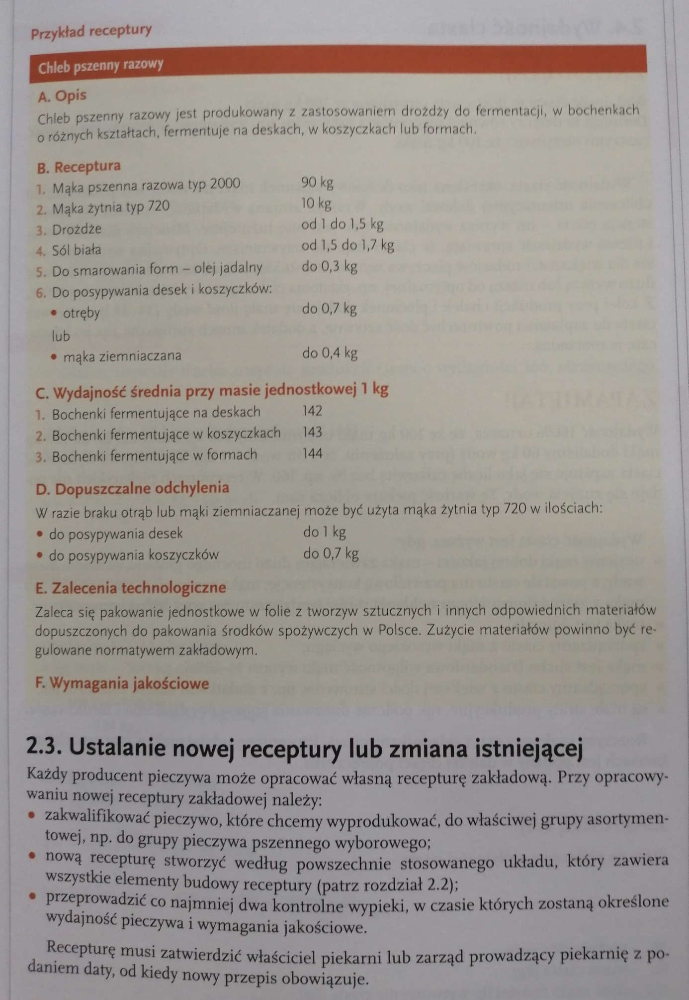 Przykład receptury
Chleb pszenny razowy
A. Opis
Chleb pszenny razowy jest produkowany z zastosowaniem drożdży do fermentacji, w bochenkach
o różnych kształtach, fermentuje na deskach, w koszyczkach lub formach.
B. Receptura
1. Mąka pszenna razowa typ 2000 90 kg
2. Mąka żytnia typ 720 10 kg
3. Drożdże od 1 do 1,5 kg
4. Sól biała od 1,5 do 1,7 kg
5. Do smarowania form – olej jadalny do 0,3 kg
6. Do posypywania desek i koszyczków:
• otręby do 0,7 kg
lub
• mąka ziemniaczana do 0,4 kg
C. Wydajność średnia przy masie jednostkowej 1 kg
1. Bochenki fermentujące na deskach 142
2. Bochenki fermentujące w koszyczkach 143
3. Bochenki fermentujące w formach 144
D. Dopuszczalne odchylenia
W razie braku otrąb lub mąki ziemniaczanej może być użyta mąka żytnia typ 720 w ilościach:
• do posypywania desek do 1 kg
• do posypywania koszyczków do 0,7 kg
E. Zalecenia technologiczne
Zaleca się pakowanie jednostkowe w folie z tworzyw sztucznych i innych odpowiednich materiałów
dopuszczonych do pakowania środków spożywczych w Polsce. Zużycie materiałów powinno być re-
gulowane normatywem zakładowym.
F. Wymagania jakościowe
2.3. Ustalanie nowej receptury lub zmiana istniejącej
Każdy producent pieczywa może opracować własną recepturę zakładową. Przy opracowy-
waniu nowej receptury zakładowej należy:
• zakwalifikować pieczywo, które chcemy wyprodukować, do właściwej grupy asortymen-
towej, np. do grupy pieczywa pszennego wyborowego;
• nową recepturę stworzyć według powszechnie stosowanego układu, który zawiera
wszystkie elementy budowy receptury (patrz rozdział 2.2);
• przeprowadzić co najmniej dwa kontrolne wypieki, w czasie których zostaną określone
wydajność pieczywa i wymagania jakościowe.
Recepturę musi zatwierdzić właściciel piekarni lub zarząd prowadzący piekarnię z po-
daniem daty, od kiedy nowy przepis obowiązuje.